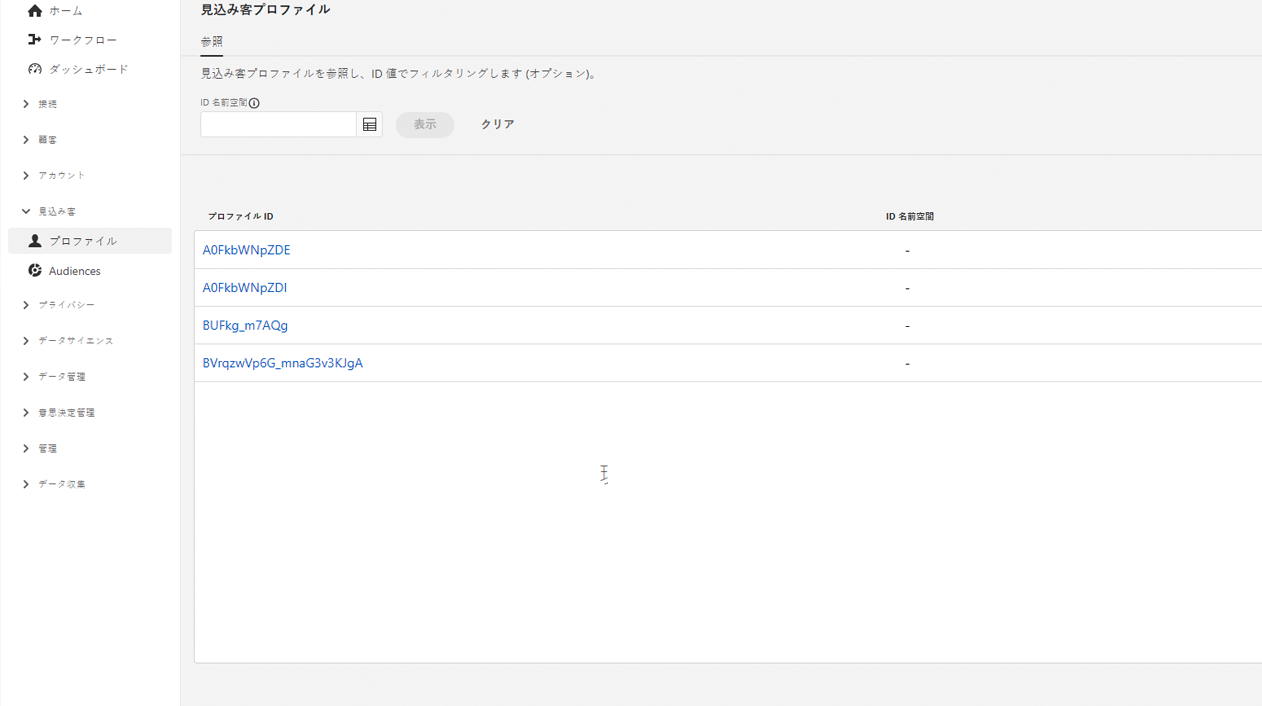 ホーム
ワークフロー
ダッシュボード
接続
顧客
アカウント
見込み客
プロファイル
Audiences
プライバシー
データサイエンス
データ管理
意思決定管理
管理
データ収集
見込み客プロファイル
参照
見込み客プロファイルを参照し、ID 値でフィルタリングします (オプション)。
ID 名前空間
表示 クリア
プロファイル ID ID 名前空間
A0FkbWNpZDE -
A0FkbWNpZDI -
BUFkg_m7AQg -
BVrqzwVp6G_mnaG3v3KJgA -